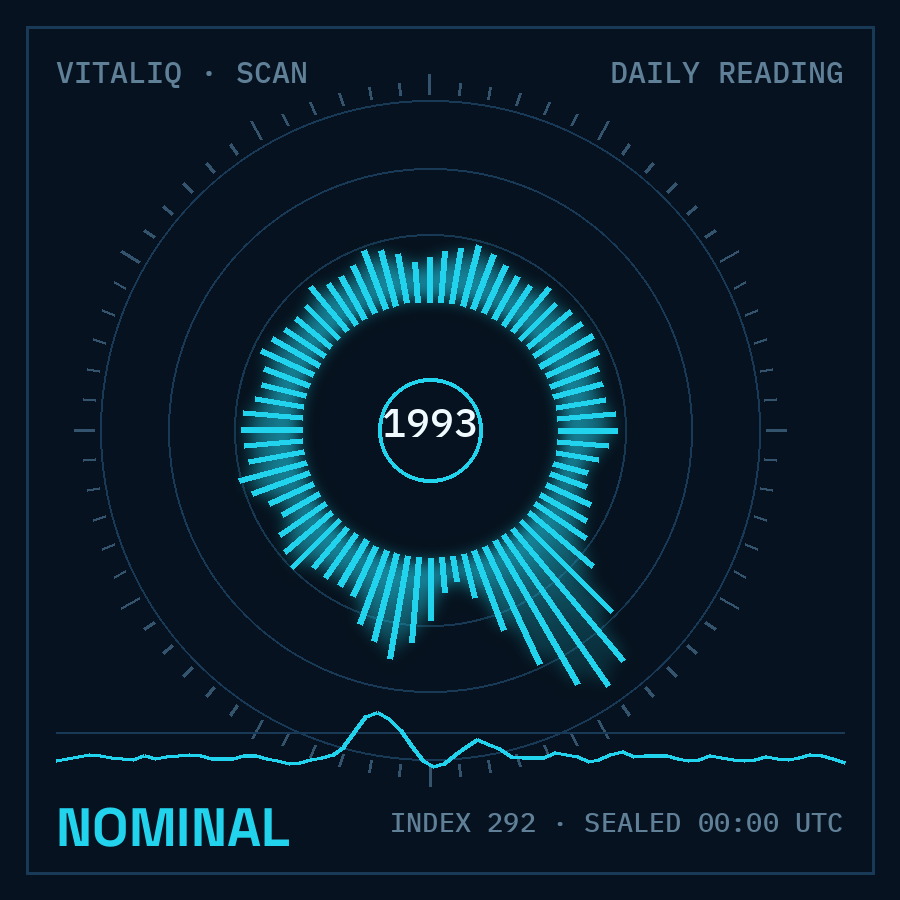 VITALIQ · SCAN
DAILY READING
1993
NOMINAL
INDEX 292 · SEALED 00:00 UTC